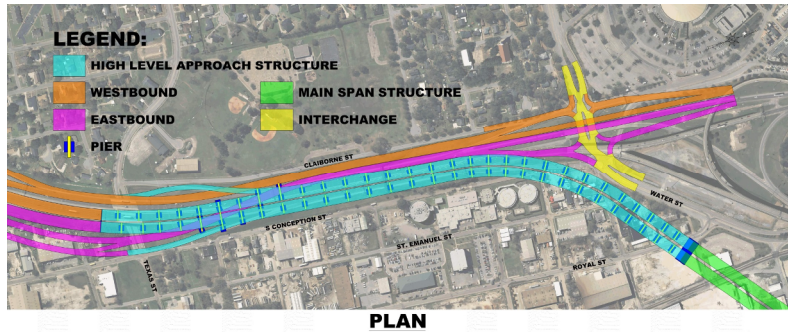 LEGEND:
HIGH LEVEL APPROACH STRUCTURE
WESTBOUND
MAIN SPAN STRUCTURE
EASTBOUND
INTERCHANGE
PIER
CLAIBORNE ST
WATER ST
S CONCEPTION ST
ST. EMANUEL ST
ROYAL ST
TEXAS ST
PLAN